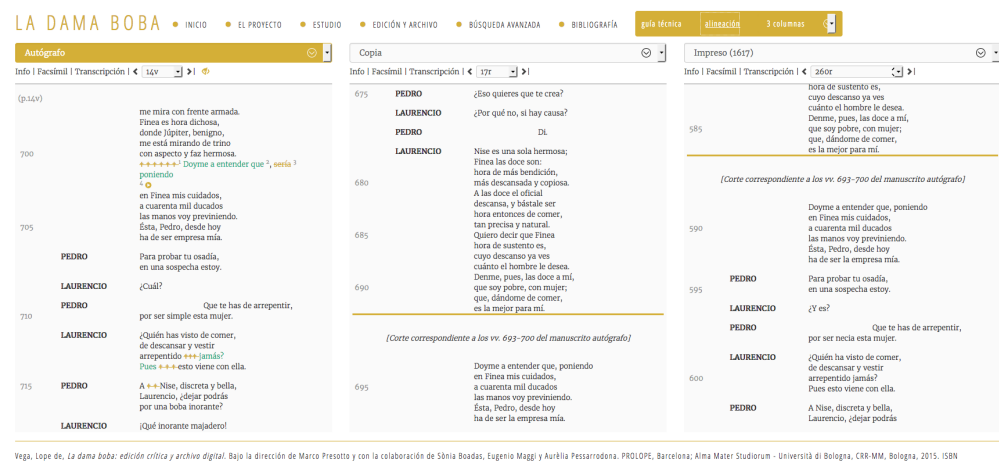 LA DAMA BOBA INICIO EL PROYECTO ESTUDIO EDICIÓN Y ARCHIVO BÚSQUEDA AVANZADA BIBLIOGRAFÍA guía técnica alineación 3 columnas
Autógrafo
Info | Facsímil | Transcripción | 14v
(p.14v)
me mira con frente armada.
Finea es hora dichosa,
donde Júpiter, benigno,
me está mirando de trino
700 con aspecto y faz hermosa.
++++++¹ Doyme a entender que ², sería ³
poniendo
⁴
en Finea mis cuidados,
a cuarenta mil ducados
las manos voy previniendo.
705 Ésta, Pedro, desde hoy
ha de ser empresa mía.
PEDRO Para probar tu osadía,
en una sospecha estoy.
LAURENCIO ¿Cuál?
PEDRO Que te has de arrepentir,
710 por ser simple esta mujer.
LAURENCIO ¿Quién has visto de comer,
de descansar y vestir
arrepentido +++jamás?
Pues +++esto viene con ella.
715 PEDRO A ++Nise, discreta y bella,
Laurencio, ¿dejar podrás
por una boba inorante?
LAURENCIO ¡Qué inorante majadero!
Copia
Info | Facsímil | Transcripción | 17r
675 PEDRO ¿Eso quieres que te crea?
LAURENCIO ¿Por qué no, si hay causa?
PEDRO Di.
LAURENCIO Nise es una sola hermosa;
Finea las doce son:
hora de más bendición,
680 más descansada y copiosa.
A las doce el oficial
descansa, y bástale ser
hora entonces de comer,
tan precisa y natural.
685 Quiero decir que Finea
hora de sustento es,
cuyo descanso ya ves
cuánto el hombre le desea.
Denme, pues, las doce a mí,
690 que soy pobre, con mujer;
que, dándome de comer,
es la mejor para mí.
[Corte correspondiente a los vv. 693-700 del manuscrito autógrafo]
Doyme a entender que, poniendo
en Finea mis cuidados,
695 a cuarenta mil ducados
las manos voy previniendo.
Ésta, Pedro, desde hoy
ha de ser empresa mía.
Impreso (1617)
Info | Facsímil | Transcripción | 260r
hora de sustento es,
cuyo descanso ya ves
cuánto el hombre le desea.
585 Denme, pues, las doce a mí,
que soy pobre, con mujer;
que, dándome de comer,
es la mejor para mí.
[Corte correspondiente a los vv. 693-700 del manuscrito autógrafo]
Doyme a entender que, poniendo
en Finea mis cuidados,
590 a cuarenta mil ducados
las manos voy previniendo.
Ésta, Pedro, desde hoy
ha de ser empresa mía.
PEDRO Para probar tu osadía,
595 en una sospecha estoy.
LAURENCIO ¿Y es?
PEDRO Que te has de arrepentir,
por ser necia esta mujer.
LAURENCIO ¿Quién ha visto de comer,
de descansar y vestir
600 arrepentido jamás?
Pues esto viene con ella.
PEDRO A Nise, discreta y bella,
Laurencio, ¿dejar podrás
Vega, Lope de, La dama boba: edición crítica y archivo digital. Bajo la dirección de Marco Presotto y con la colaboración de Sònia Boadas, Eugenio Maggi y Aurèlia Pessarrodona. PROLOPE, Barcelona; Alma Mater Studiorum - Università di Bologna, CRR-MM, Bologna, 2015. ISBN